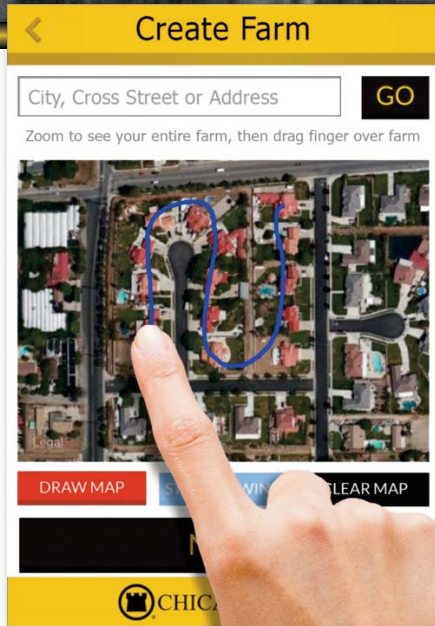 Create Farm
City, Cross Street or Address
GO
Zoom to see your entire farm, then drag finger over farm
Legal
DRAW MAP
CLEAR MAP